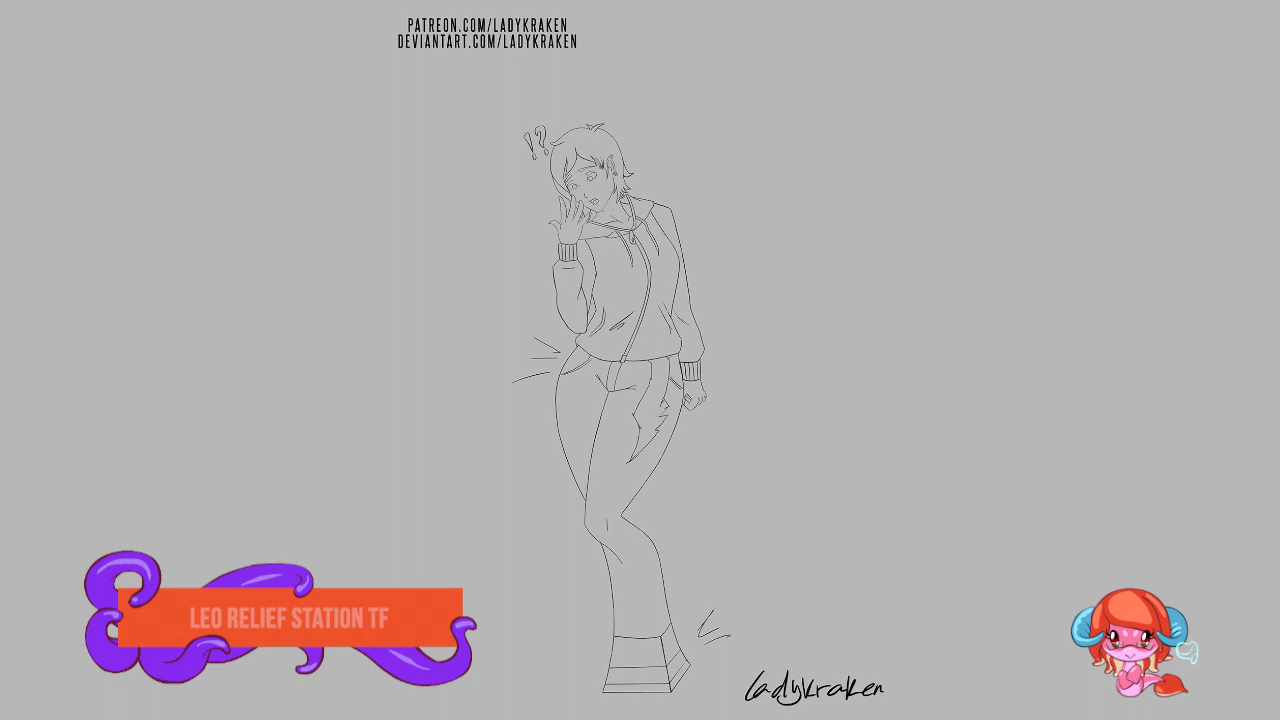 PATREON.COM/LADYKRAKEN
DEVIANTART.COM/LADYKRAKEN
!?
LEO RELIEF STATION TF
ladykraken